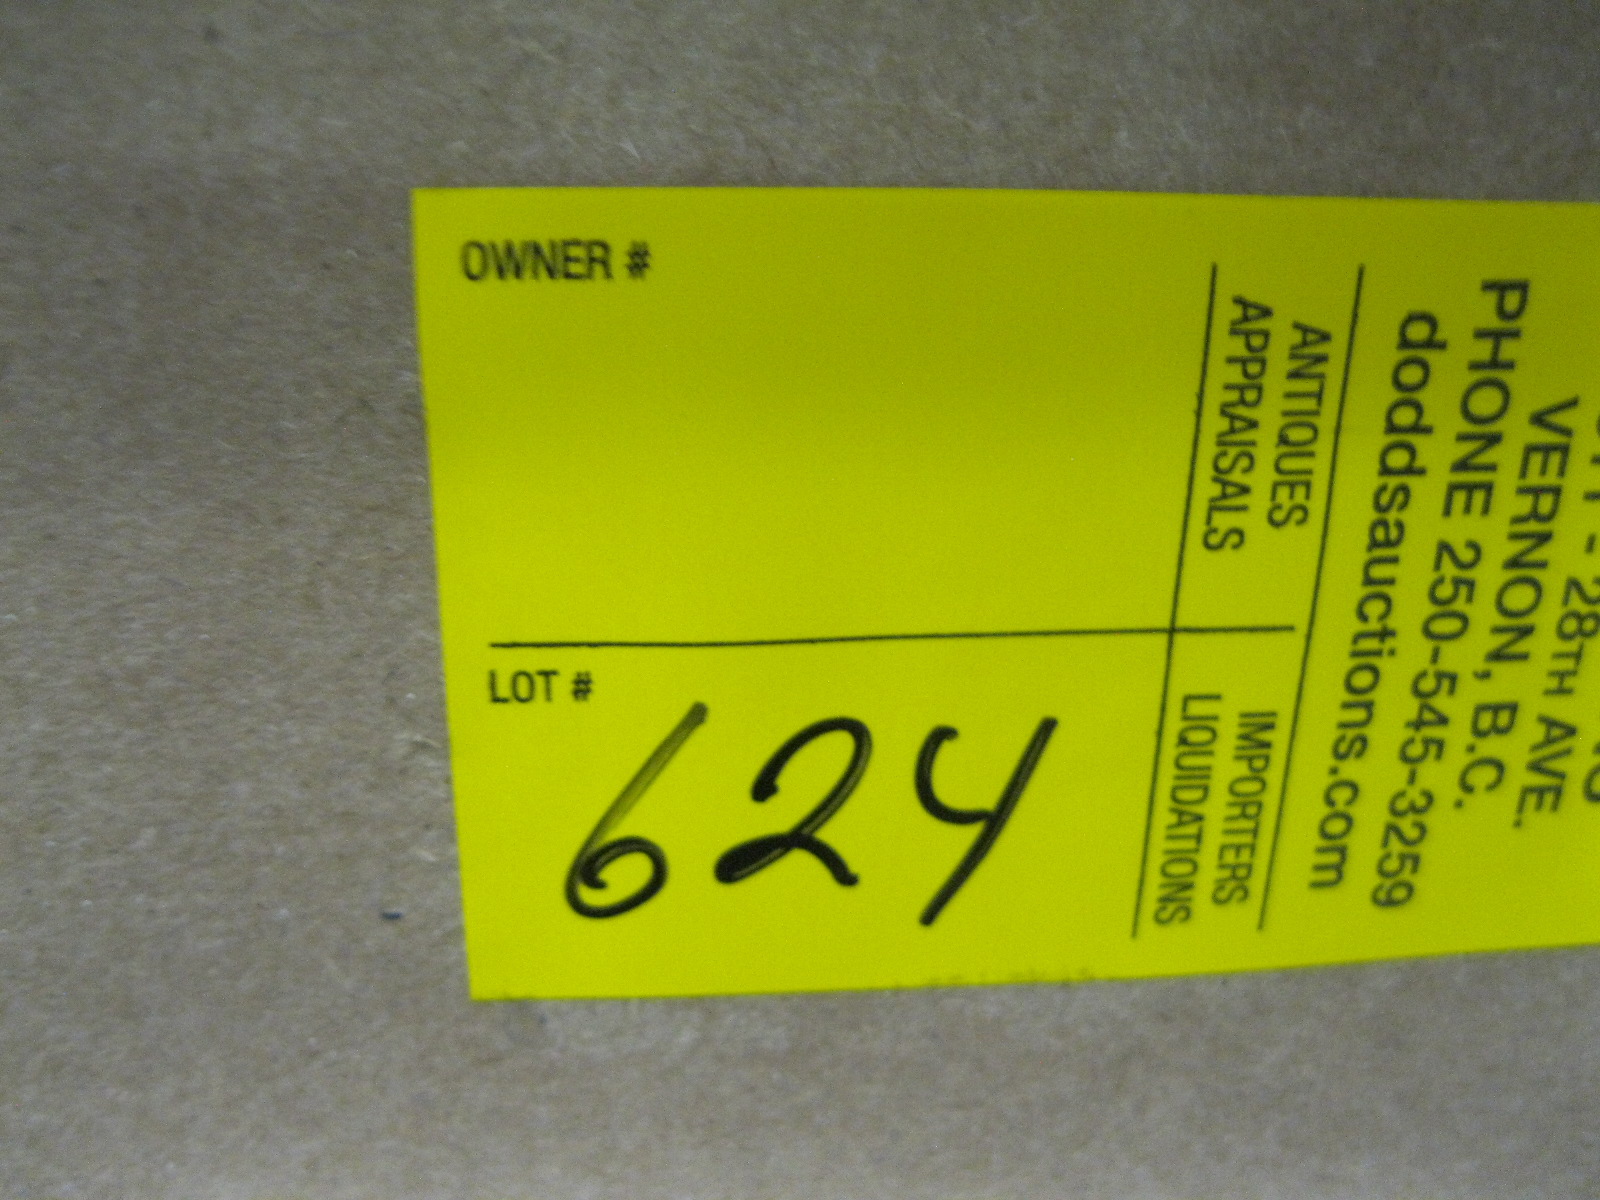 OWNER #
LOT #
624
VERNON, B.C.
PHONE 250-545-3259
doddsauctions.com
ANTIQUES
APPRAISALS
IMPORTERS
LIQUIDATIONS
28TH AVE.